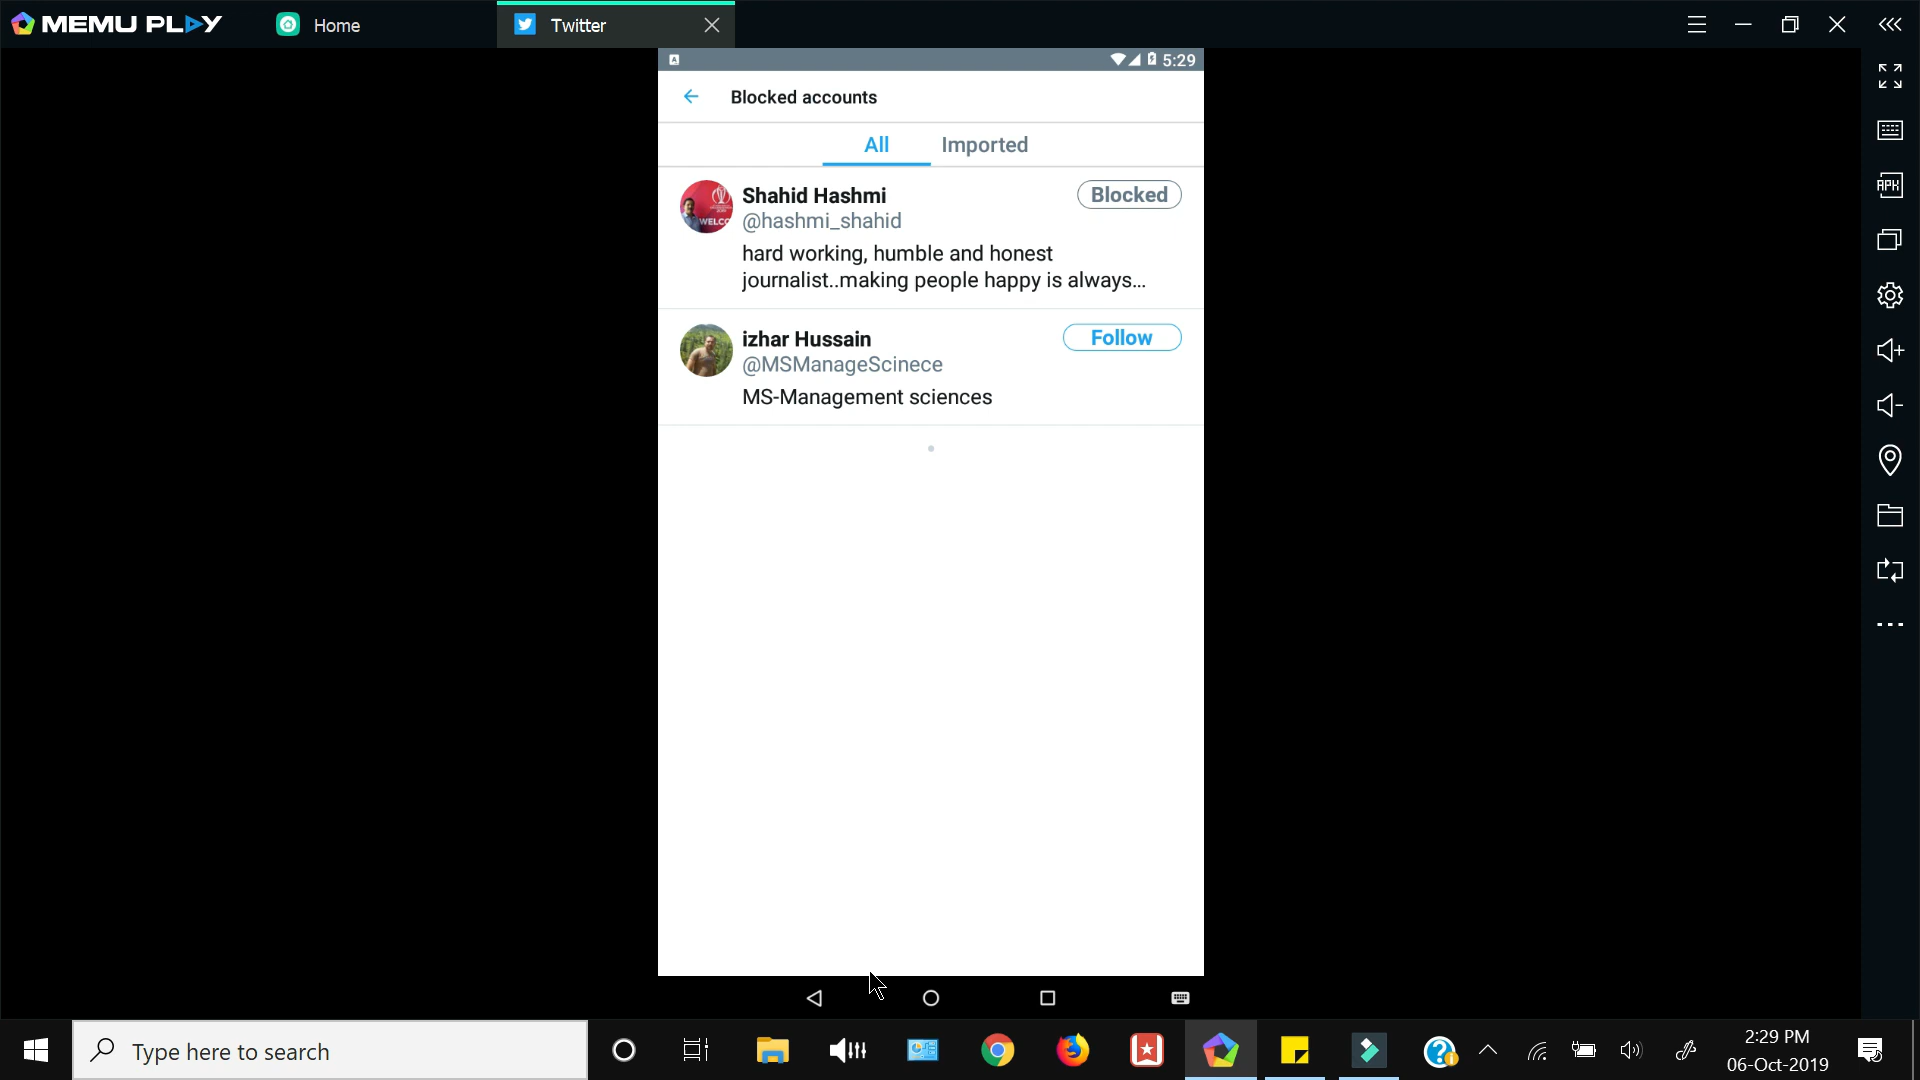 MEMU PLAY
Home
Twitter
5:29
Blocked accounts
All
Imported
WELCO
Shahid Hashmi
Blocked
@hashmi_shahid
hard working, humble and honest
journalist..making people happy is always...
izhar Hussain
Follow
@MSManageScinece
MS-Management sciences
APK
Type here to search
2:29 PM
06-Oct-2019